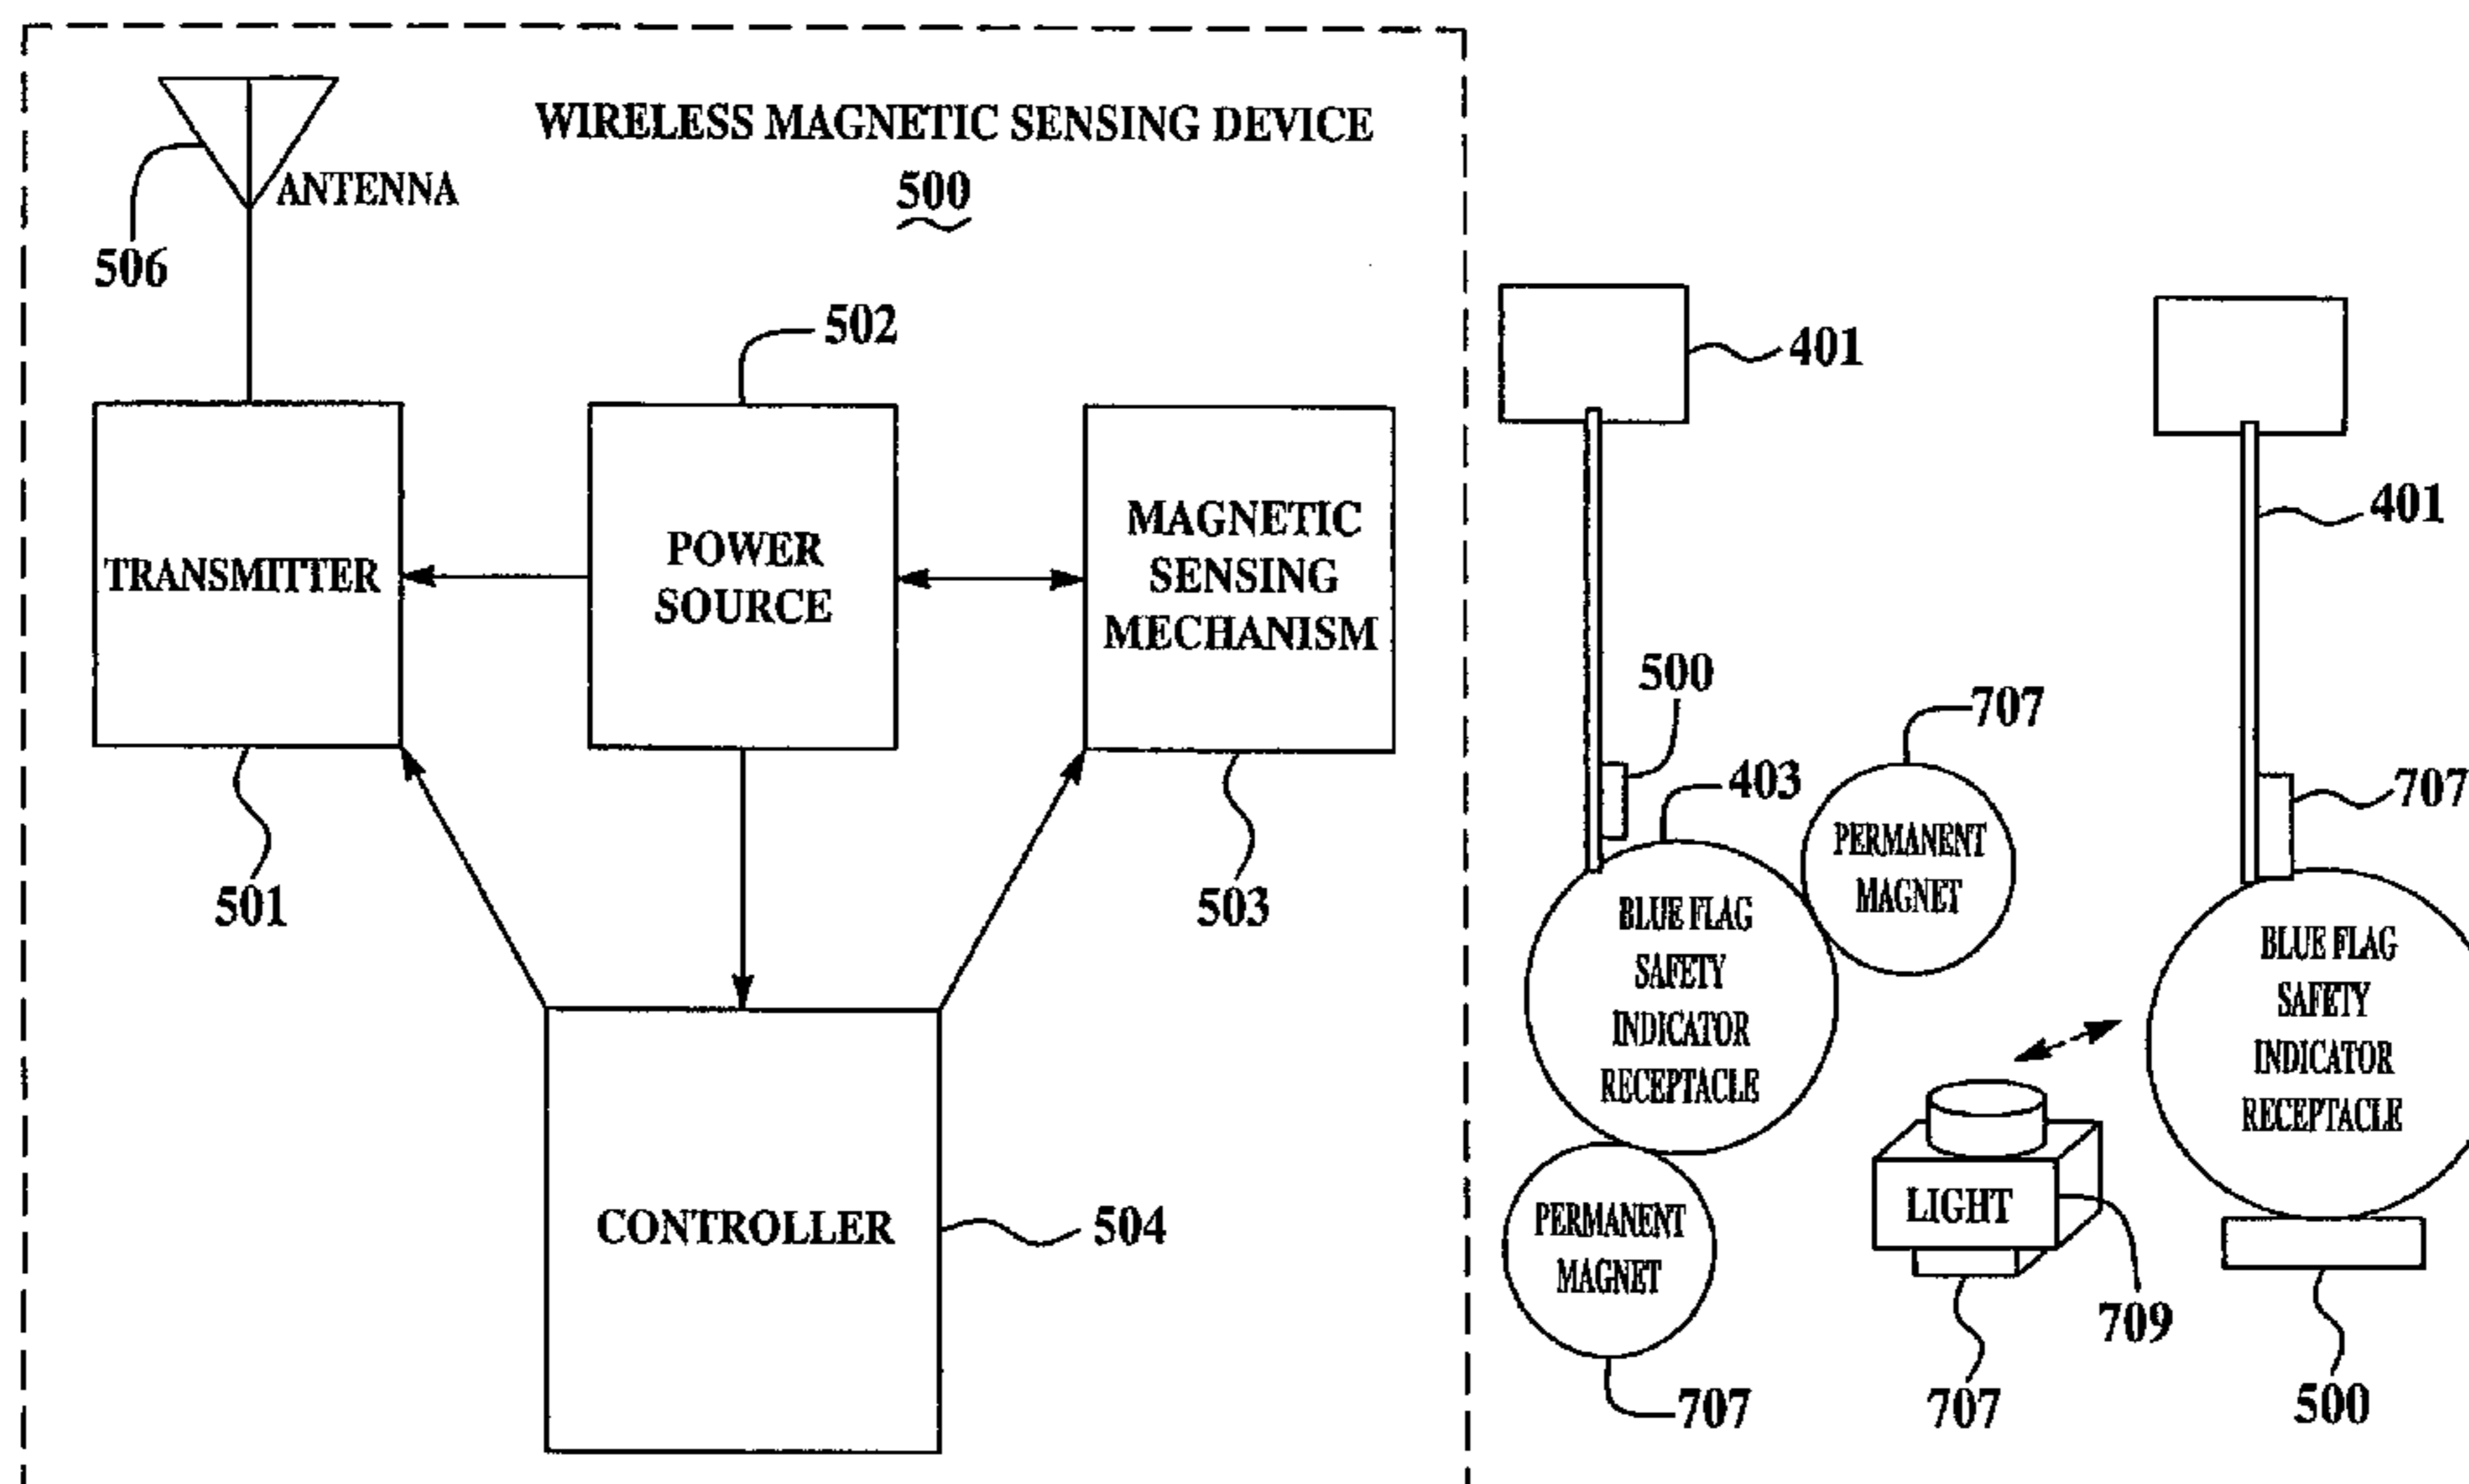 WIRELESS MAGNETIC SENSING DEVICE
500
ANTENNA
506
502
TRANSMITTER
POWER
SOURCE
MAGNETIC
SENSING
MECHANISM
501
503
CONTROLLER
504
401
500
403
707
PERMANENT
MAGNET
BLUE FLAG
SAFETY
INDICATOR
RECEPTACLE
PERMANENT
MAGNET
707
401
707
BLUE FLAG
SAFETY
INDICATOR
RECEPTACLE
LIGHT
709
707
500